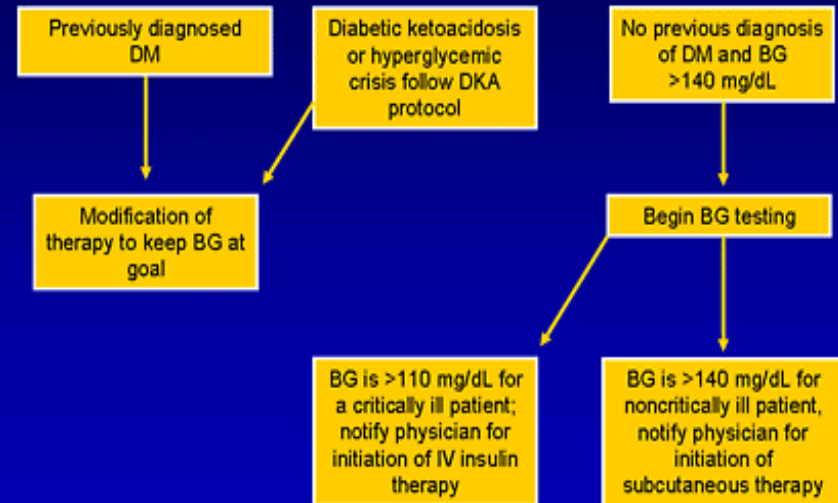 Previously diagnosed
DM
Diabetic ketoacidosis
or hyperglycemic
crisis follow DKA
protocol
No previous diagnosis
of DM and BG
>140 mg/dL
Modification of
therapy to keep BG at
goal
Begin BG testing
BG is >110 mg/dL for
a critically ill patient;
notify physician for
initiation of IV insulin
therapy
BG is >140 mg/dL for
noncritically ill patient,
notify physician for
initiation of
subcutaneous therapy